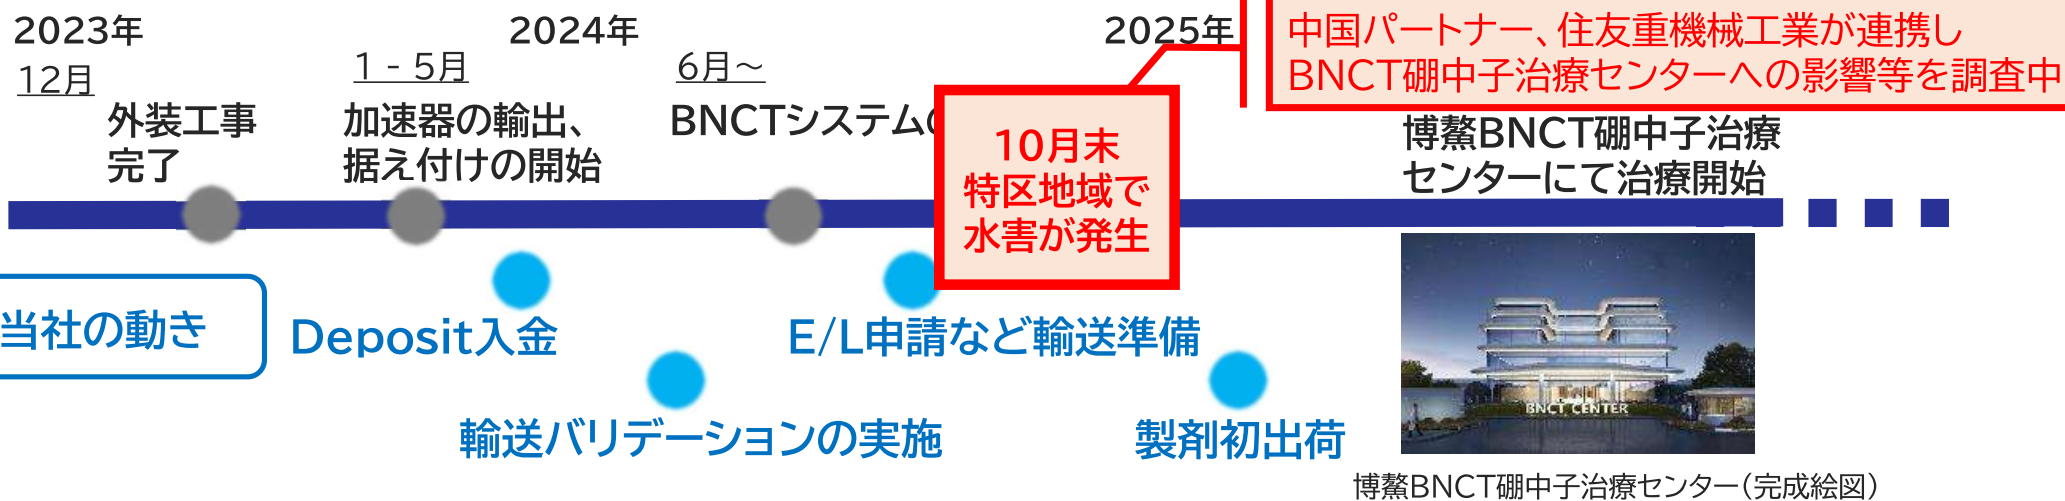 2023年
12月
外装工事
完了
1 - 5月
加速器の輸出、
据え付けの開始
2024年
6月～
BNCTシステムの
2025年
中国パートナー、住友重機械工業が連携し
BNCT硼中子治療センターへの影響等を調査中
10月末
特区地域で
水害が発生
博鰲BNCT硼中子治療
センターにて治療開始
当社の動き
Deposit入金
輸送バリデーションの実施
E/L申請など輸送準備
製剤初出荷
BNCT CENTER
博鰲BNCT硼中子治療センター（完成絵図）